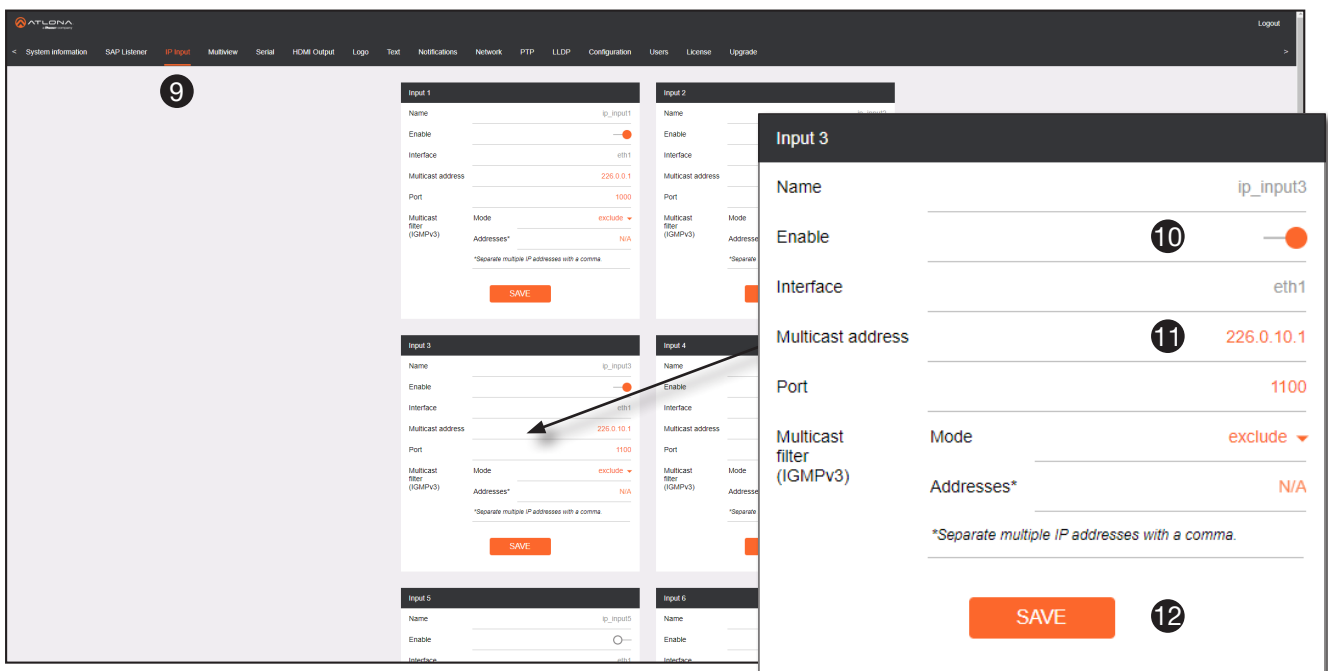 ATLONA
Logout
< System information SAP Listener IP Input Multiview Serial HDMI Output Logo Text Notifications Network PTP LLDP Configuration Users License Upgrade >
9
Input 1
Name ip_input1
Enable
Interface eth1
Multicast address 226.0.0.1
Port 1000
Multicast filter (IGMPv3)
Mode exclude
Addresses* N/A
*Separate multiple IP addresses with a comma.
SAVE
Input 2
Name
Enable
Interface
Multicast address
Port
Multicast filter (IGMPv3)
Mode
*Separate
Input 3
Name ip_input3
Enable
Interface eth1
Multicast address 226.0.10.1
Port 1100
Multicast filter (IGMPv3)
Mode exclude
Addresses* N/A
*Separate multiple IP addresses with a comma.
SAVE
Input 4
Name
Enable
Interface
Multicast address
Port
Multicast filter (IGMPv3)
Mode
*Separate
Input 5
Name ip_input5
Enable
Interface eth1
Input 6
Name
Enable
Interface
Input 3
Name ip_input3
Enable 10
Interface eth1
Multicast address 11 226.0.10.1
Port 1100
Multicast
filter
(IGMPv3)
Mode exclude
Addresses* N/A
*Separate multiple IP addresses with a comma.
SAVE 12